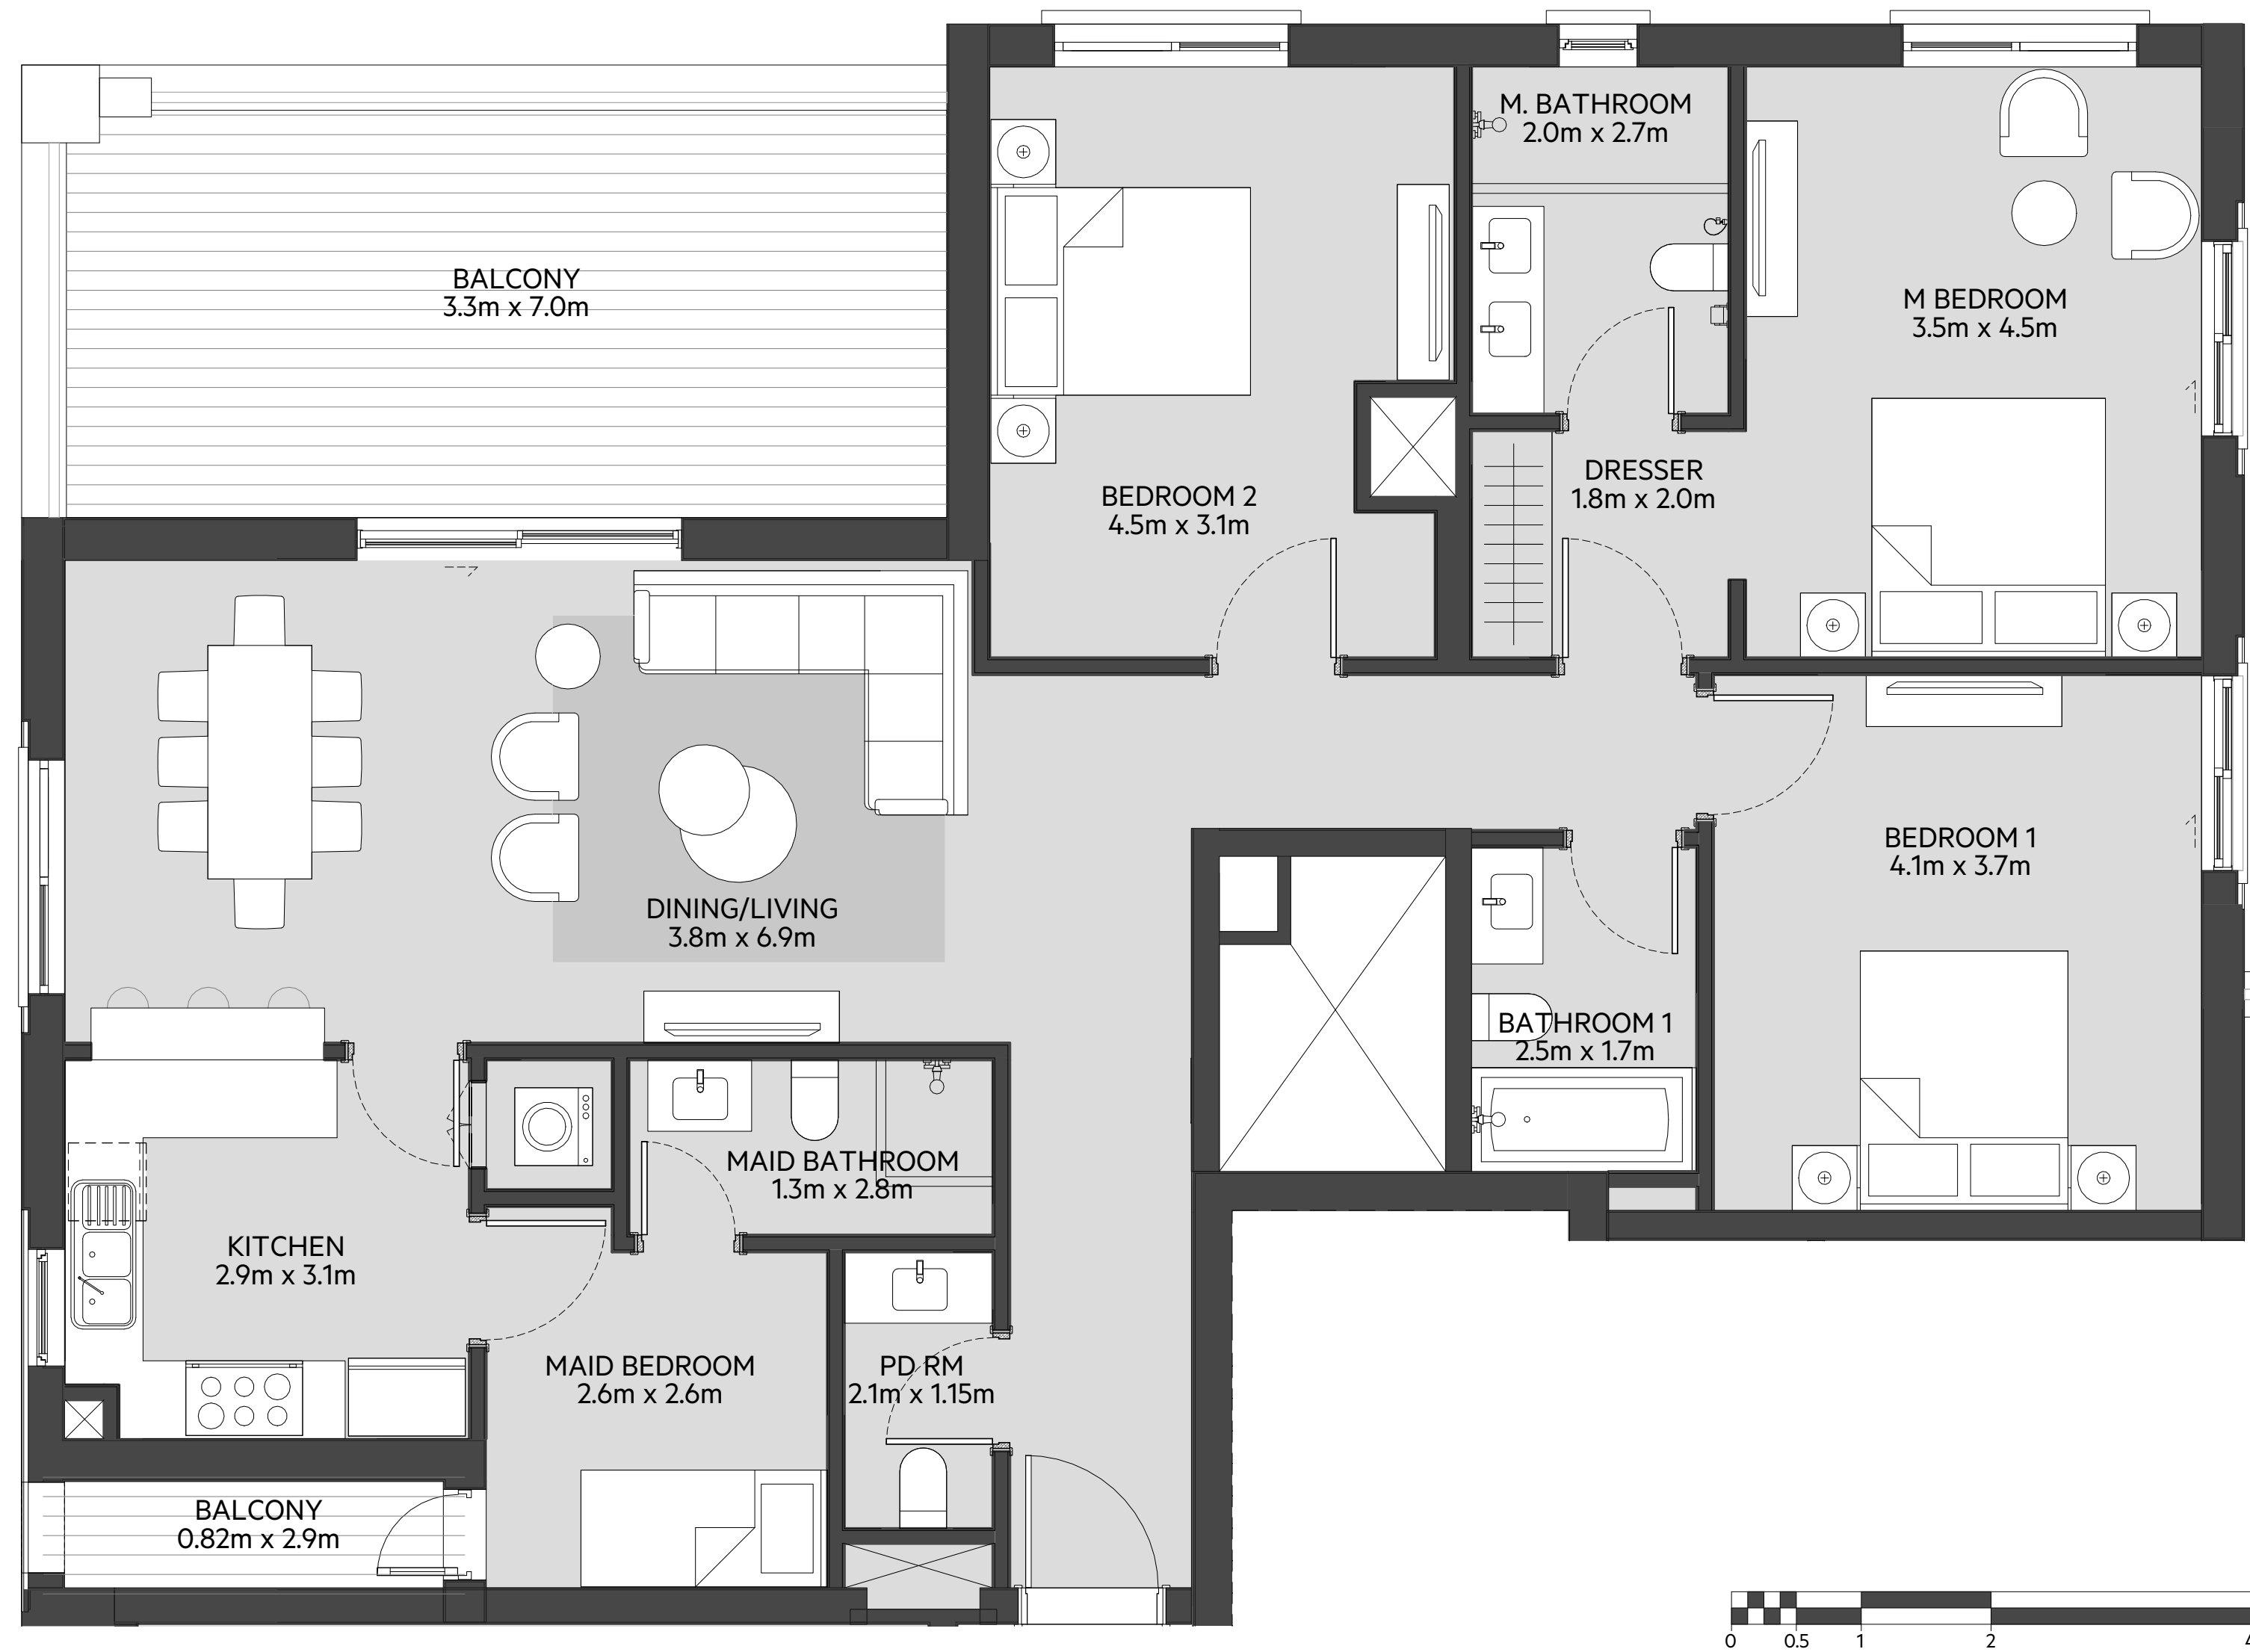 M. BATHROOM
2.0m x 2.7m
BALCONY
3.3m x 7.0m
M BEDROOM
3.5m x 4.5m
BEDROOM 2
4.5m x 3.1m
DRESSER
1.8m x 2.0m
BEDROOM 1
4.1m x 3.7m
DINING/LIVING
3.8m x 6.9m
BATHROOM 1
2.5m x 1.7m
MAID BATHROOM
1.3m x 2.8m
KITCHEN
2.9m x 3.1m
MAID BEDROOM
2.6m x 2.6m
PD RM
2.1m x 1.15m
BALCONY
0.82m x 2.9m
0 0.5 1 2